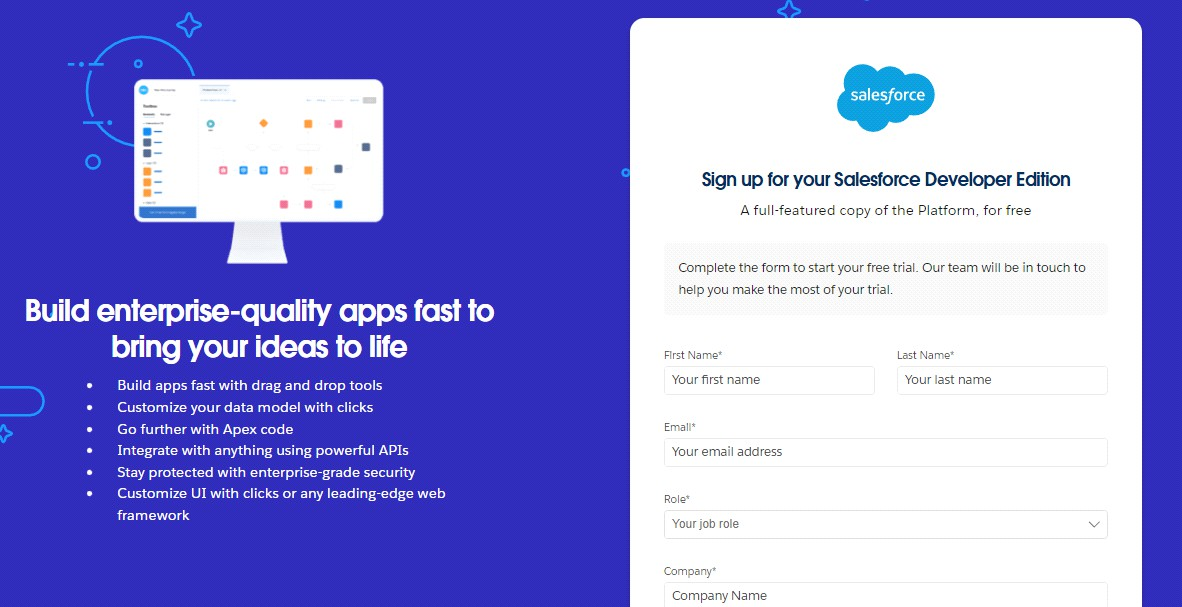 Build enterprise-quality apps fast to
bring your ideas to life
• Build apps fast with drag and drop tools
• Customize your data model with clicks
• Go further with Apex code
• Integrate with anything using powerful APIs
• Stay protected with enterprise-grade security
• Customize UI with clicks or any leading-edge web
framework
salesforce
Sign up for your Salesforce Developer Edition
A full-featured copy of the Platform, for free
Complete the form to start your free trial. Our team will be in touch to
help you make the most of your trial.
First Name* Last Name*
Your first name Your last name
Email*
Your email address
Role*
Your job role
Company*
Company Name